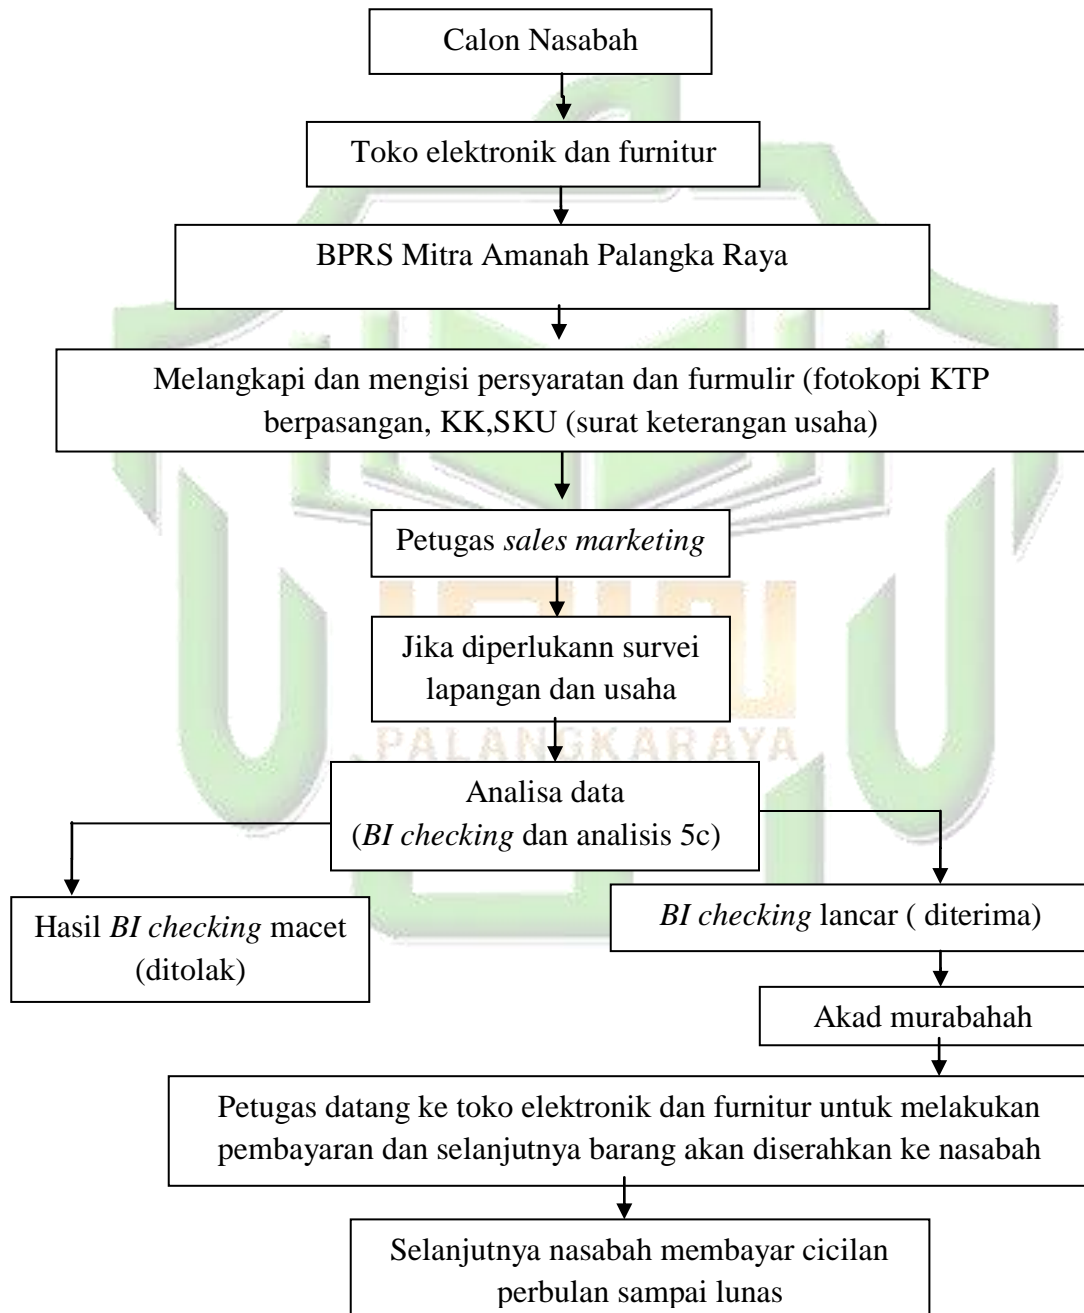 Calon Nasabah
Toko elektronik dan furnitur
BPRS Mitra Amanah Palangka Raya
Melangkapi dan mengisi persyaratan dan furmulir (fotokopi KTP
berpasangan, KK,SKU (surat keterangan usaha)
Petugas sales marketing
Jika diperlukann survei
lapangan dan usaha
PALANGKARAYA
Analisa data
(BI checking dan analisis 5c)
Hasil BI checking macet
(ditolak)
BI checking lancar ( diterima)
Akad murabahah
Petugas datang ke toko elektronik dan furnitur untuk melakukan
pembayaran dan selanjutnya barang akan diserahkan ke nasabah
Selanjutnya nasabah membayar cicilan
perbulan sampai lunas